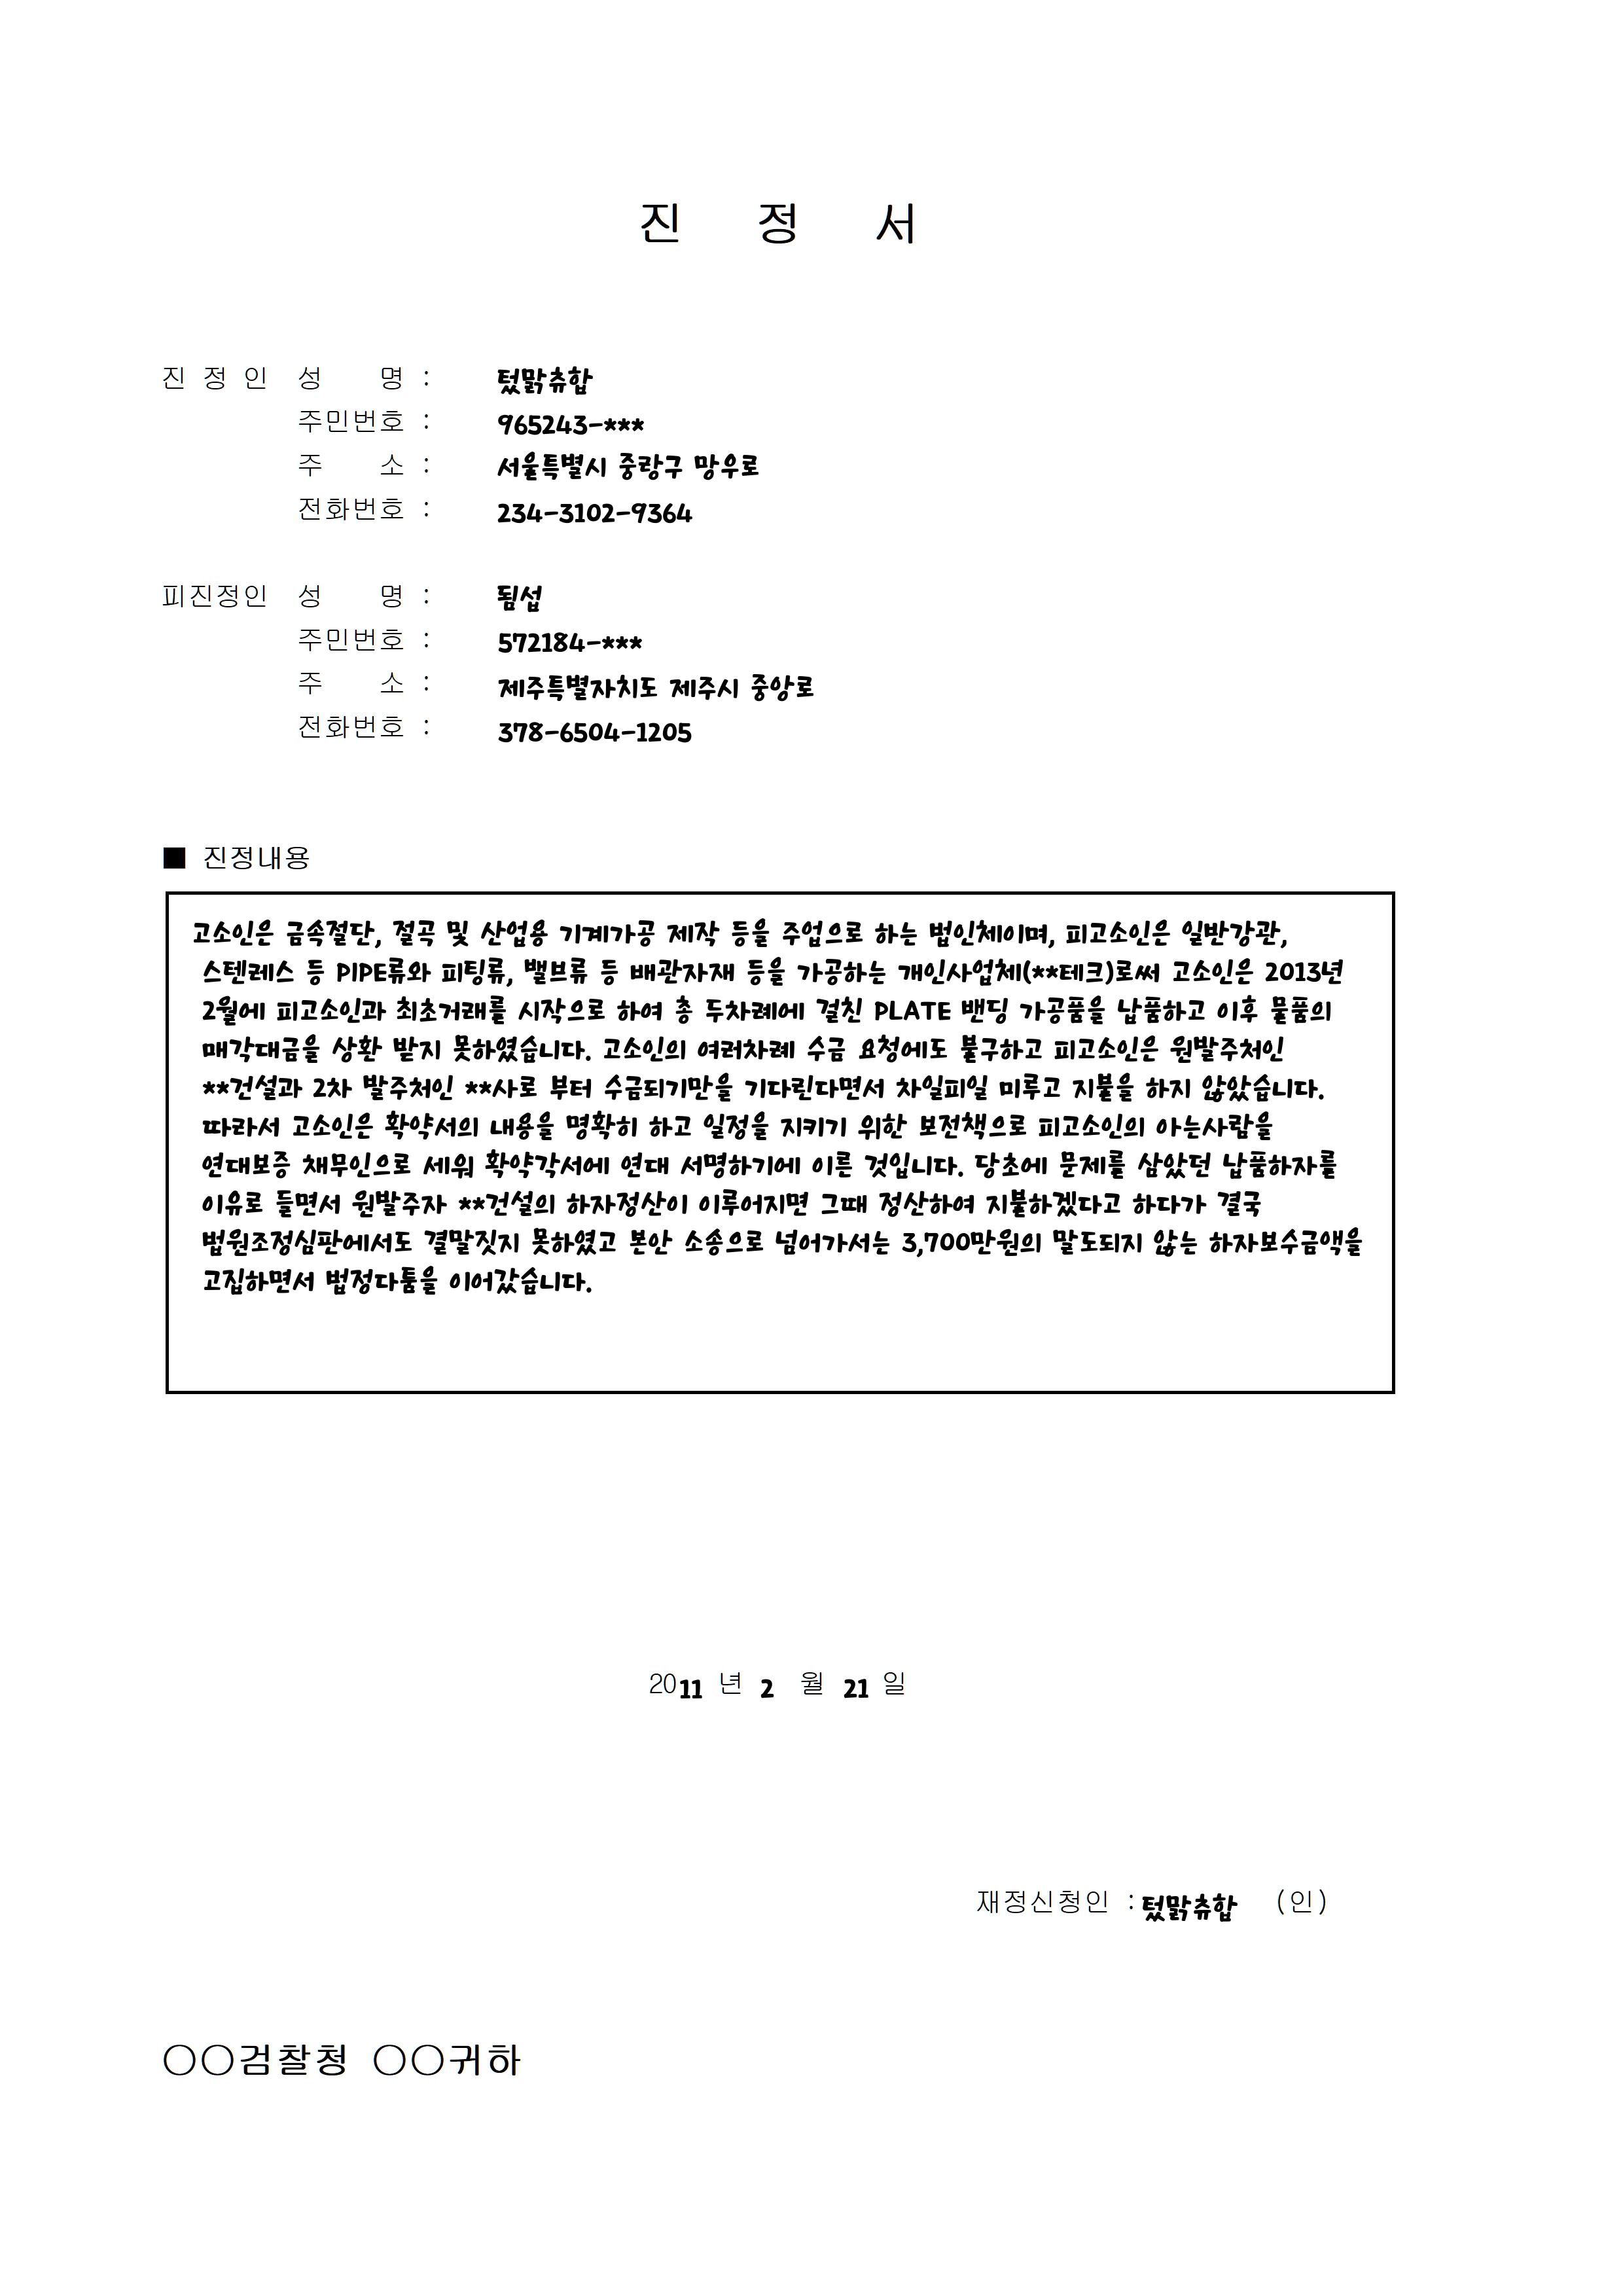 진 정 서
진 정 인 성 명 : 텄맑츄합
주민번호 : 965243-***
주 소 : 서울특별시 중랑구 망우로
전화번호 : 234-3102-9364
피진정인 성 명 : 됨섭
주민번호 : 572184-***
주 소 : 제주특별자치도 제주시 중앙로
전화번호 : 378-6504-1205
■ 진정내용
고소인은 금속절단, 절곡 및 산업용 기계가공 제작 등을 주업으로 하는 법인체이며, 피고소인은 일반강관,
스텐레스 등 PIPE류와 피팅류, 밸브류 등 배관자재 등을 가공하는 개인사업체(**테크)로써 고소인은 2013년
2월에 피고소인과 최초거래를 시작으로 하여 총 두차례에 걸친 PLATE 밴딩 가공품을 납품하고 이후 물품의
매각대금을 상환 받지 못하였습니다. 고소인의 여러차례 수금 요청에도 불구하고 피고소인은 원발주처인
**건설과 2차 발주처인 **사로 부터 수금되기만을 기다린다면서 차일피일 미루고 지불을 하지 않았습니다.
따라서 고소인은 확약서의 내용을 명확히 하고 일정을 지키기 위한 보전책으로 피고소인의 아는사람을
연대보증 채무인으로 세워 확약각서에 연대 서명하기에 이른 것입니다. 당초에 문제를 삼았던 납품하자를
이유로 들면서 원발주자 **건설의 하자정산이 이루어지면 그때 정산하여 지불하겠다고 하다가 결국
법원조정심판에서도 결말짓지 못하였고 본안 소송으로 넘어가서는 3,700만원의 말도되지 않는 하자보수금액을
고집하면서 법정다툼을 이어갔습니다.
2011 년 2 월 21 일
재정신청인 : 텄맑츄합 (인)
○○검찰청 ○○귀하